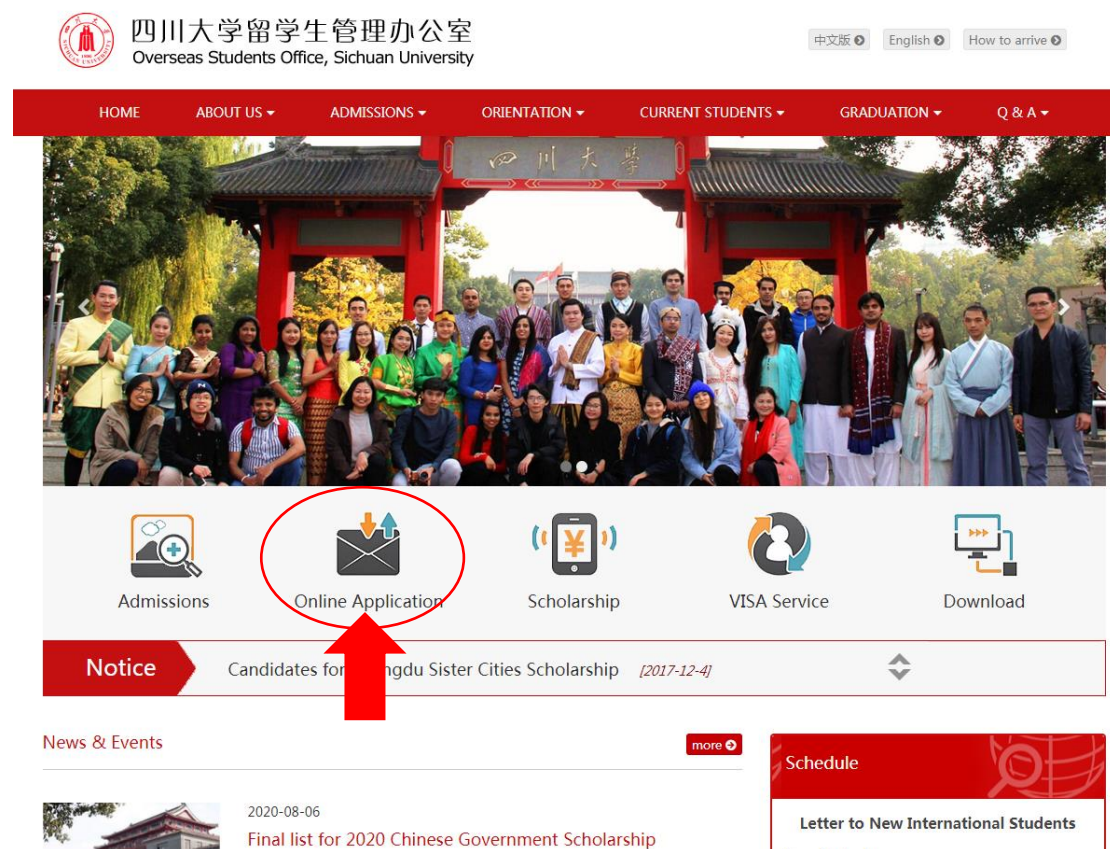 四川大学留学生管理办公室
Overseas Students Office, Sichuan University
中文版 English How to arrive
HOME ABOUT US ADMISSIONS ORIENTATION CURRENT STUDENTS GRADUATION Q & A
四川大學
Admissions Online Application Scholarship VISA Service Download
Notice Candidates for ngdu Sister Cities Scholarship [2017-12-4]
News & Events more
Schedule
2020-08-06
Final list for 2020 Chinese Government Scholarship
Letter to New International Students